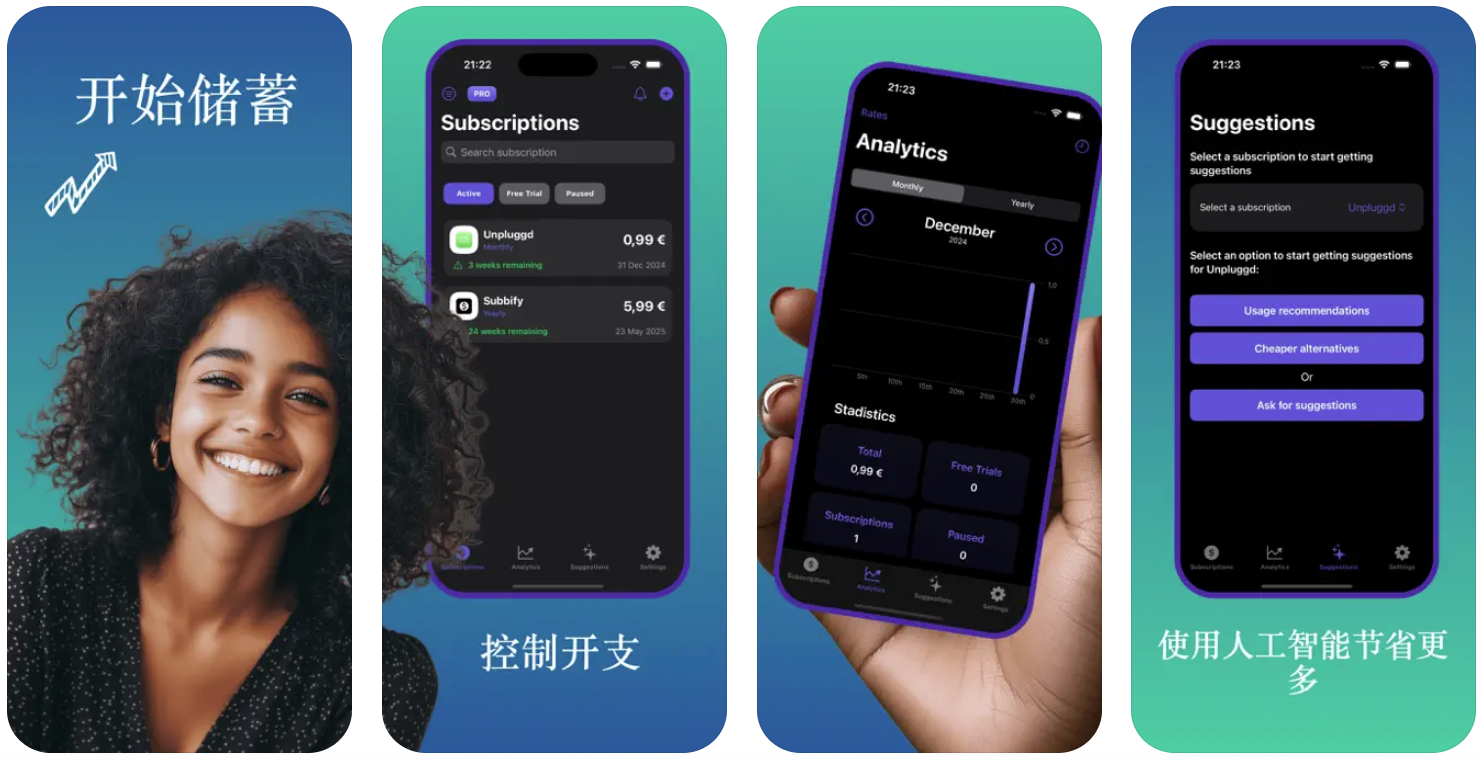 开始储蓄
21:22
PRO
Subscriptions
Search subscription
Active
Free Trial
Paused
Unpluggd
0,99 €
Monthly
3 weeks remaining
31 Dec 2024
Subbify
5,99 €
Yearly
24 weeks remaining
23 May 2025
Subscriptions
Analytics
Suggestions
Settings
控制开支
21:23
Rates
Analytics
Monthly
Yearly
December
2024
1,0
0,5
0
5th
10th
15th
20th
25th
30th
Stadistics
Total
0,99 €
Free Trials
0
Subscriptions
1
Paused
0
Subscriptions
Analytics
Suggestions
Settings
21:23
Suggestions
Select a subscription to start getting
suggestions
Select a subscription
Unpluggd
Select an option to start getting suggestions
for Unpluggd:
Usage recommendations
Cheaper alternatives
Or
Ask for suggestions
Subscriptions
Analytics
Suggestions
Settings
使用人工智能节省更
多